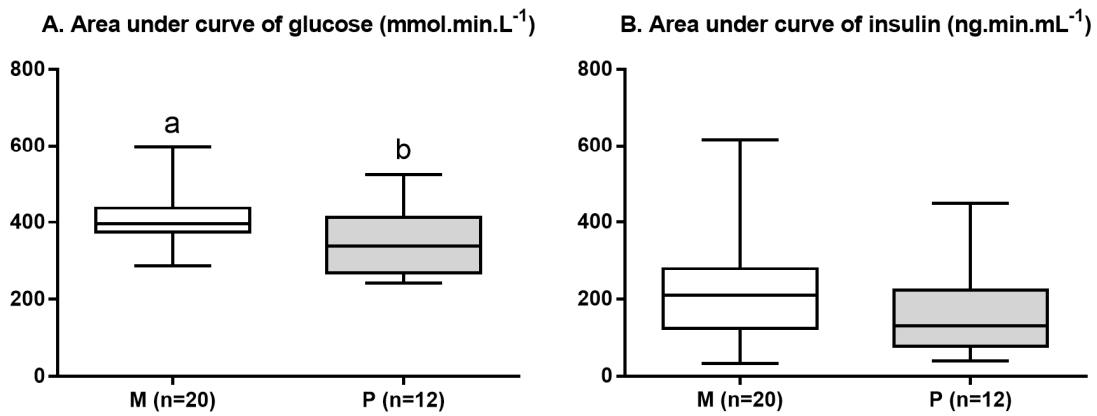 A. Area under curve of glucose (mmol.min.L⁻¹)
800
600
400
200
0
a
b
M (n=20)
P (n=12)
B. Area under curve of insulin (ng.min.mL⁻¹)
800
600
400
200
0
M (n=20)
P (n=12)